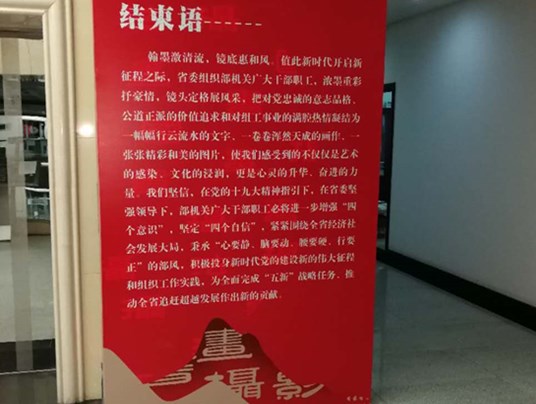 结束语------
翰墨激清流、镜底惠和风。值此新时代开启新
征程之际，省委组织部机关广大干部职工，浓墨重彩
抒豪情，镜头定格展风采，把对党忠诚的意志品格、
公道正派的价值追求和对组工事业的满腔热情凝结为
一幅幅行云流水的文字、一卷卷浑然天成的画作、一
张张精彩和美的图片，使我们感受到的不仅仅是艺术
的感染、文化的浸润，更是心灵的升华、奋进的力
量。我们坚信，在党的十九大精神指引下，在省委坚
强领导下，部机关广大干部职工必将进一步增强“四
个意识”，坚定“四个自信”，紧紧围绕全省经济社
会发展大局，秉承“心要静、脑要动、腰要硬、行要
正”的部风，积极投身新时代党的建设新的伟大征程
和组织工作实践，为全面完成“五新”战略任务、推
动全省追赶超越发展作出新的贡献。
畫
書 攝影